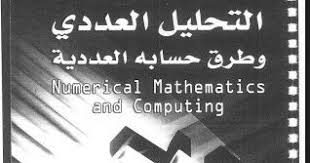 التحليل العددي
وطرق حسابه العددية
Numerical Mathematics
and Computing